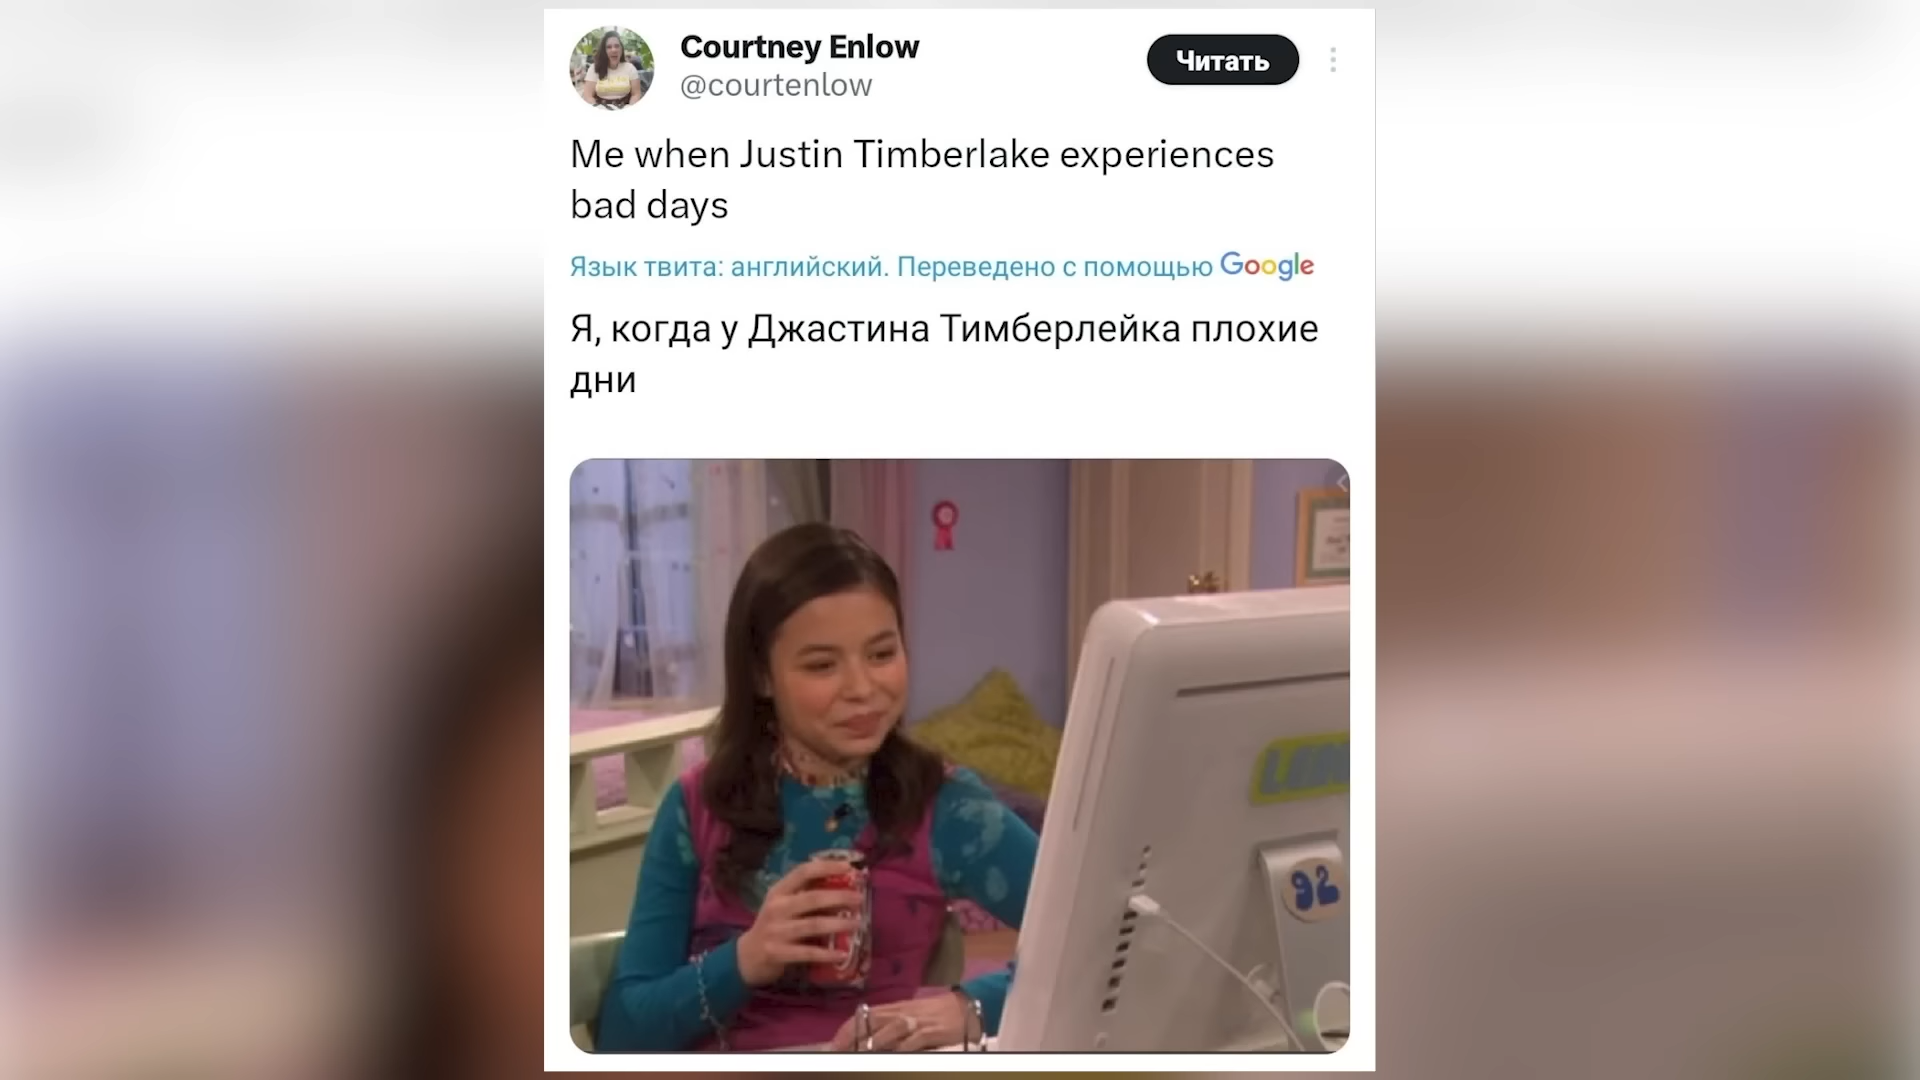 Courtney Enlow
Читать
@courtenlow
Me when Justin Timberlake experiences
bad days
Язык твита: английский. Переведено с помощью Google
Я, когда у Джастина Тимберлейка плохие
дни
92